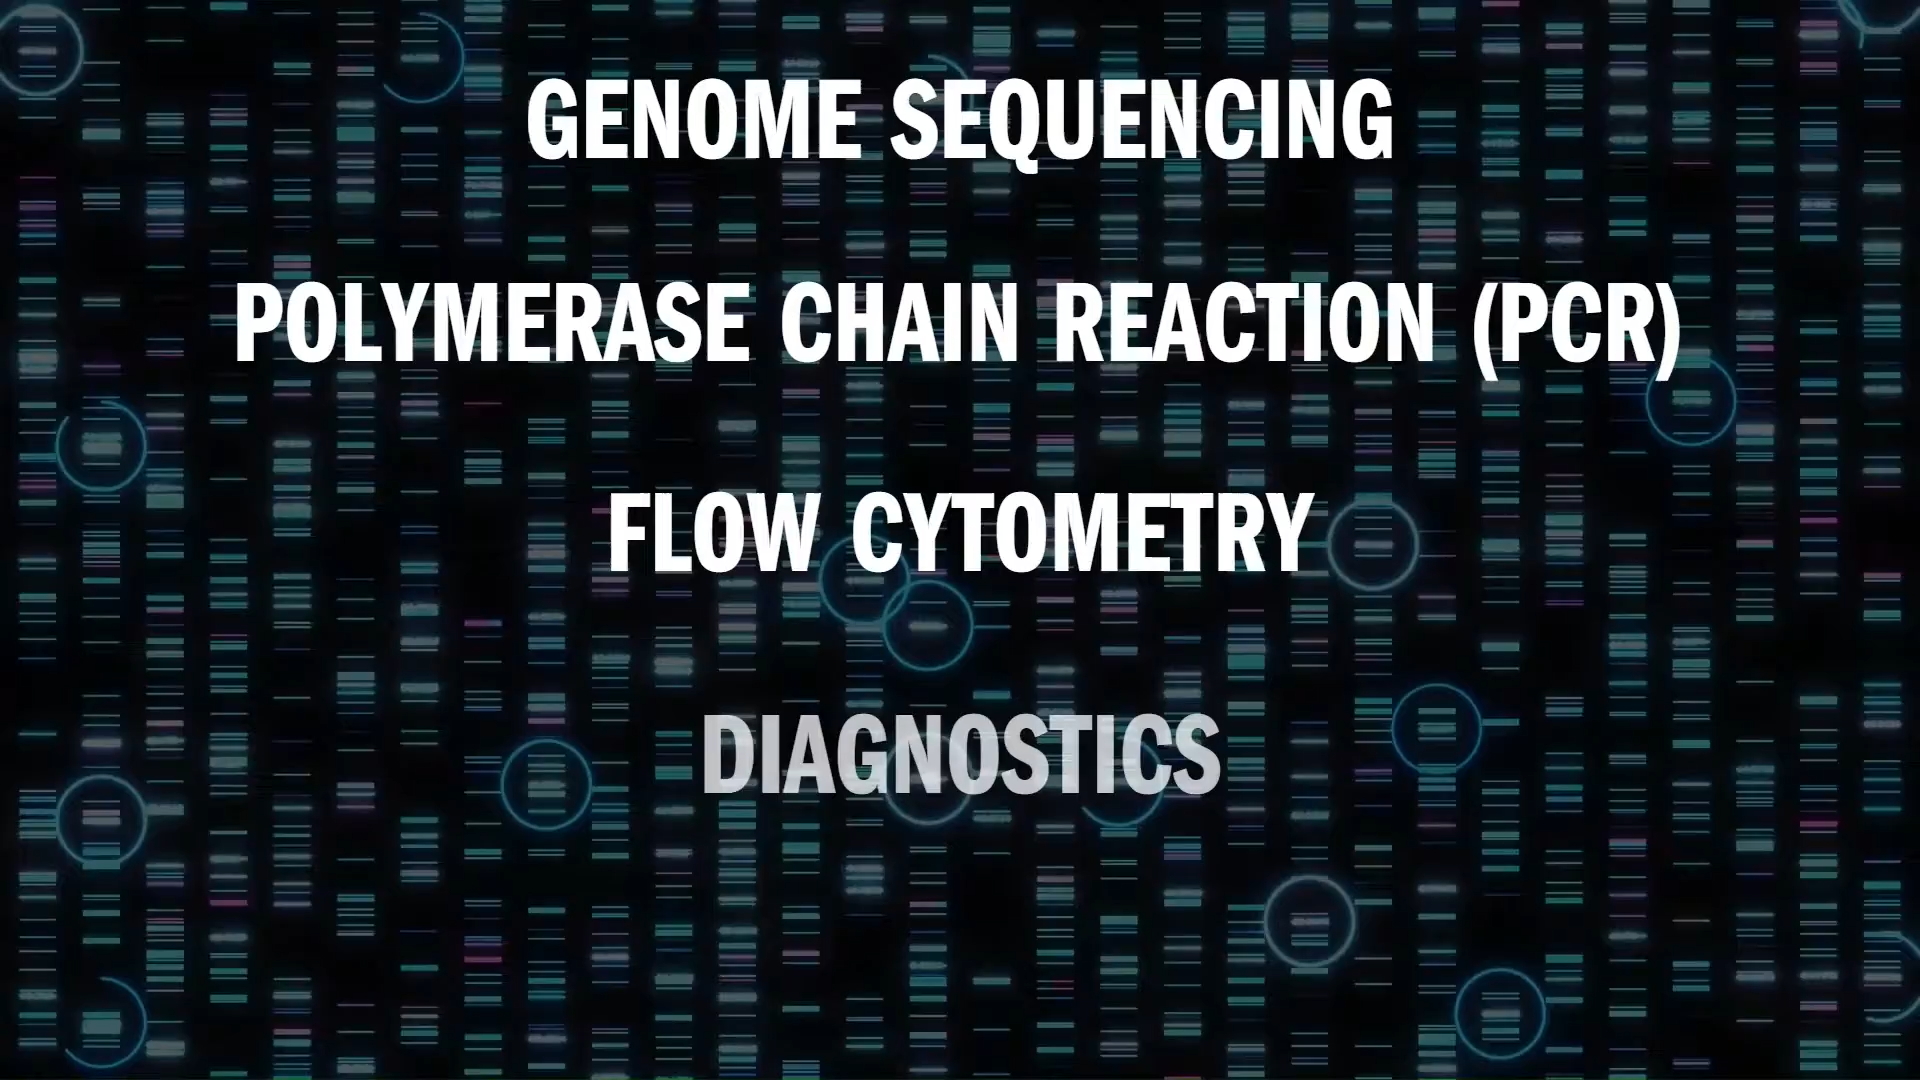 GENOME SEQUENCING
POLYMERASE CHAIN REACTION (PCR)
FLOW CYTOMETRY
DIAGNOSTICS